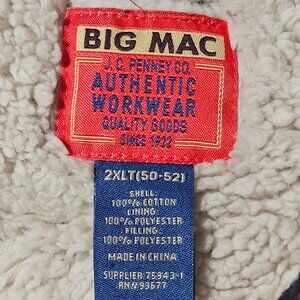 BIG MAC
J.C. PENNEY CO.
AUTHENTIC
WORKWEAR
QUALITY GOODS
SINCE 1922
2XLT(50-52)
SHELL:
100% COTTON
LINING:
100% POLYESTER
FILLING:
100% POLYESTER
MADE IN CHINA
SUPPLIER 75943-1
RN# 93677